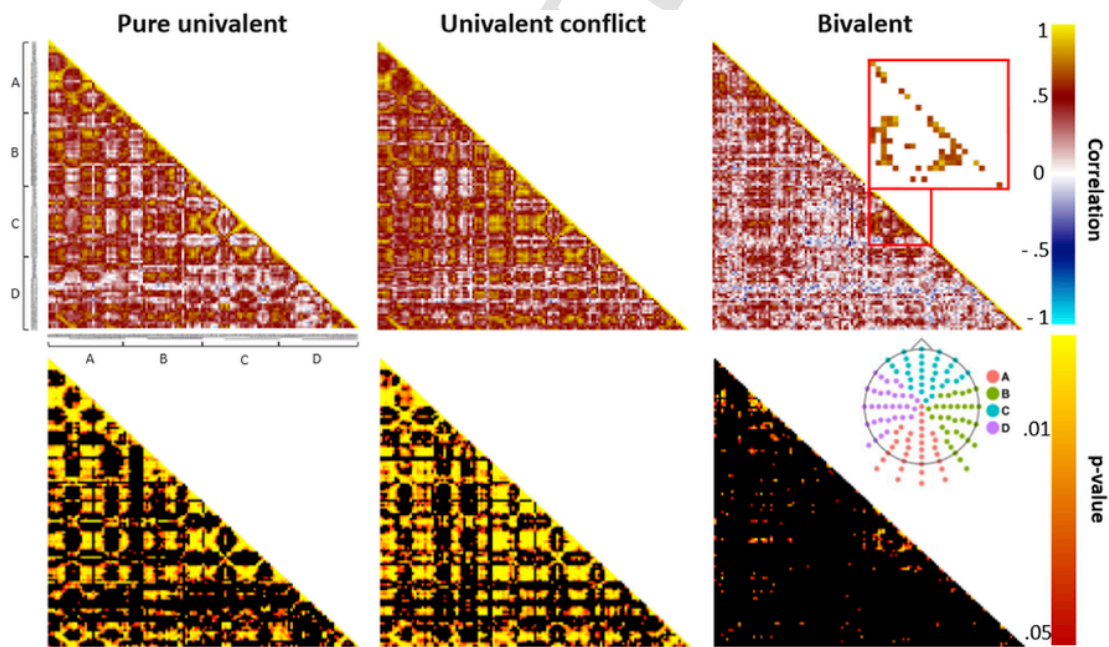 Pure univalent
Univalent conflict
Bivalent
A
B
C
D
1
.5
0
- .5
- 1
Correlation
A
B
C
D
A
B
C
D
.01
.05
p-value